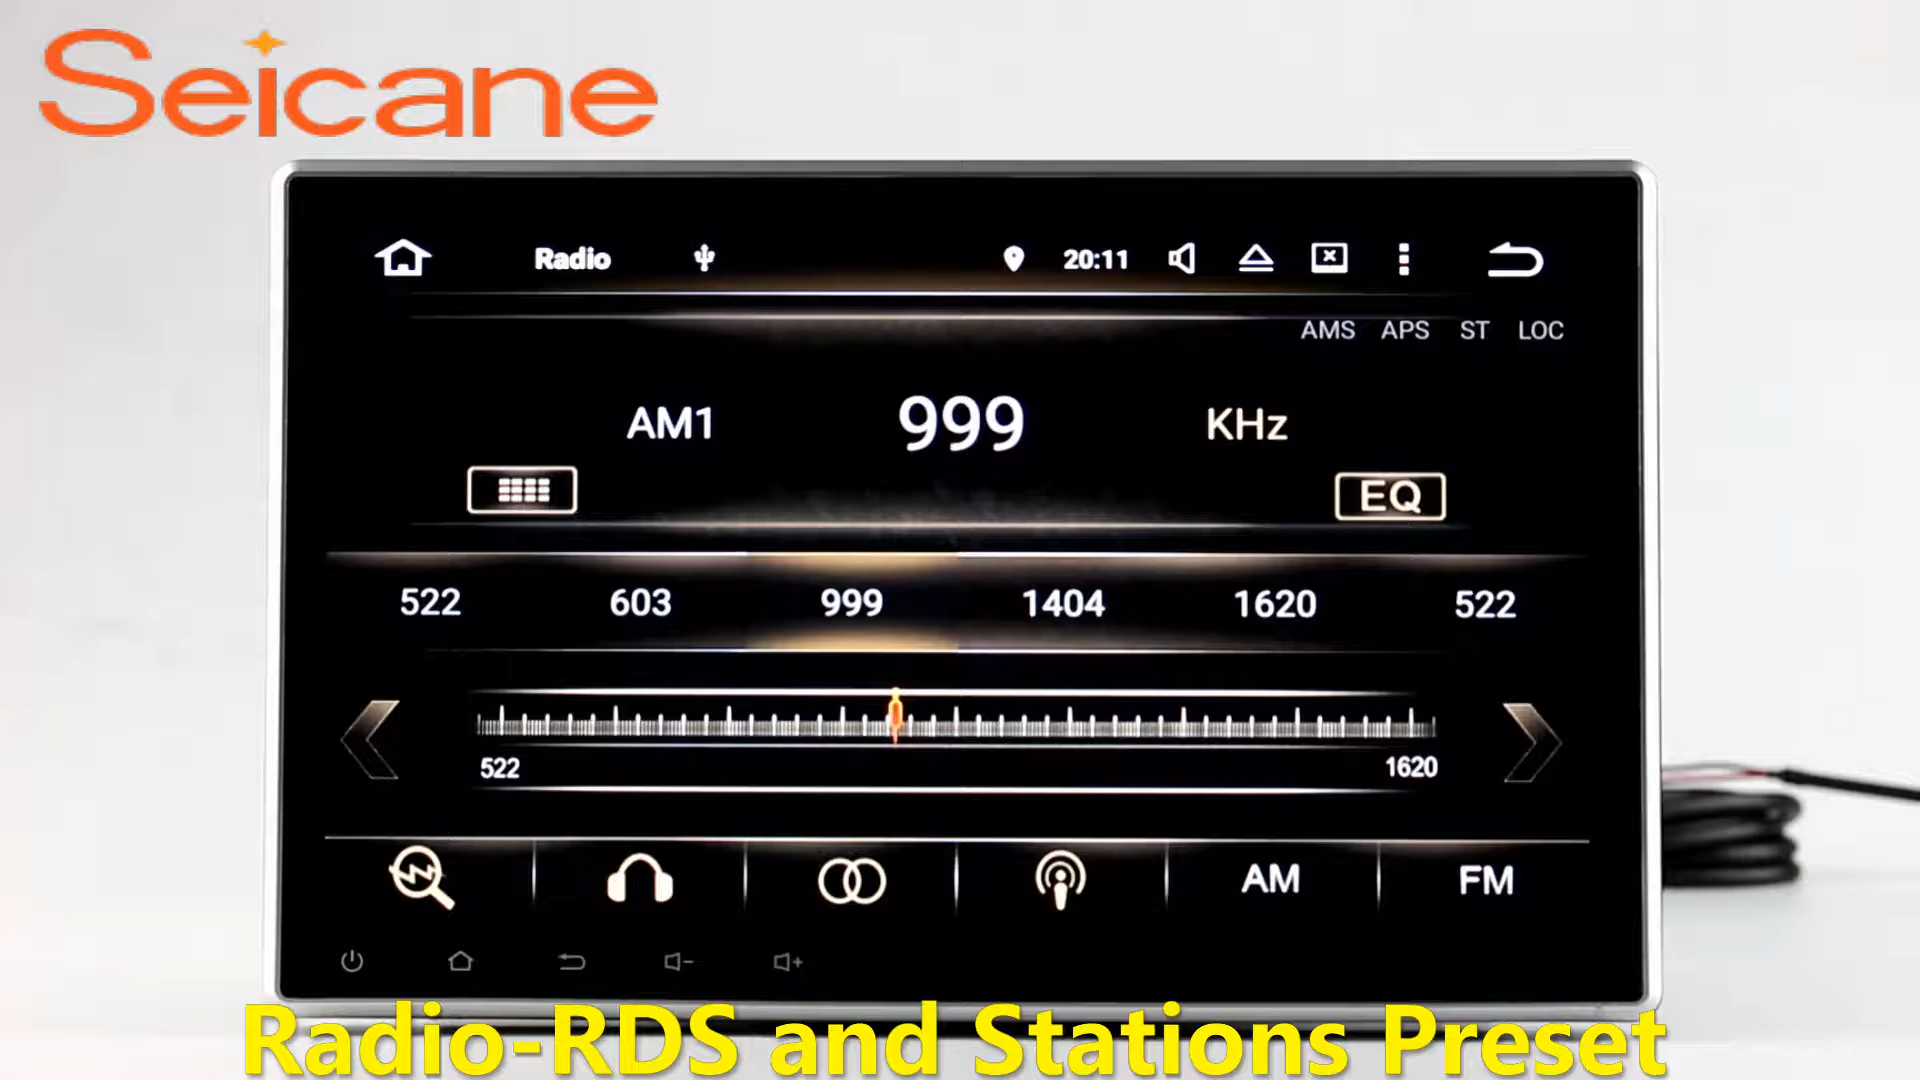 Seicane
Radio 20:11
AMS APS ST LOC
AM1 999 KHz
EQ
522 603 999 1404 1620 522
522 1620
AM FM
Radio-RDS and Stations Preset